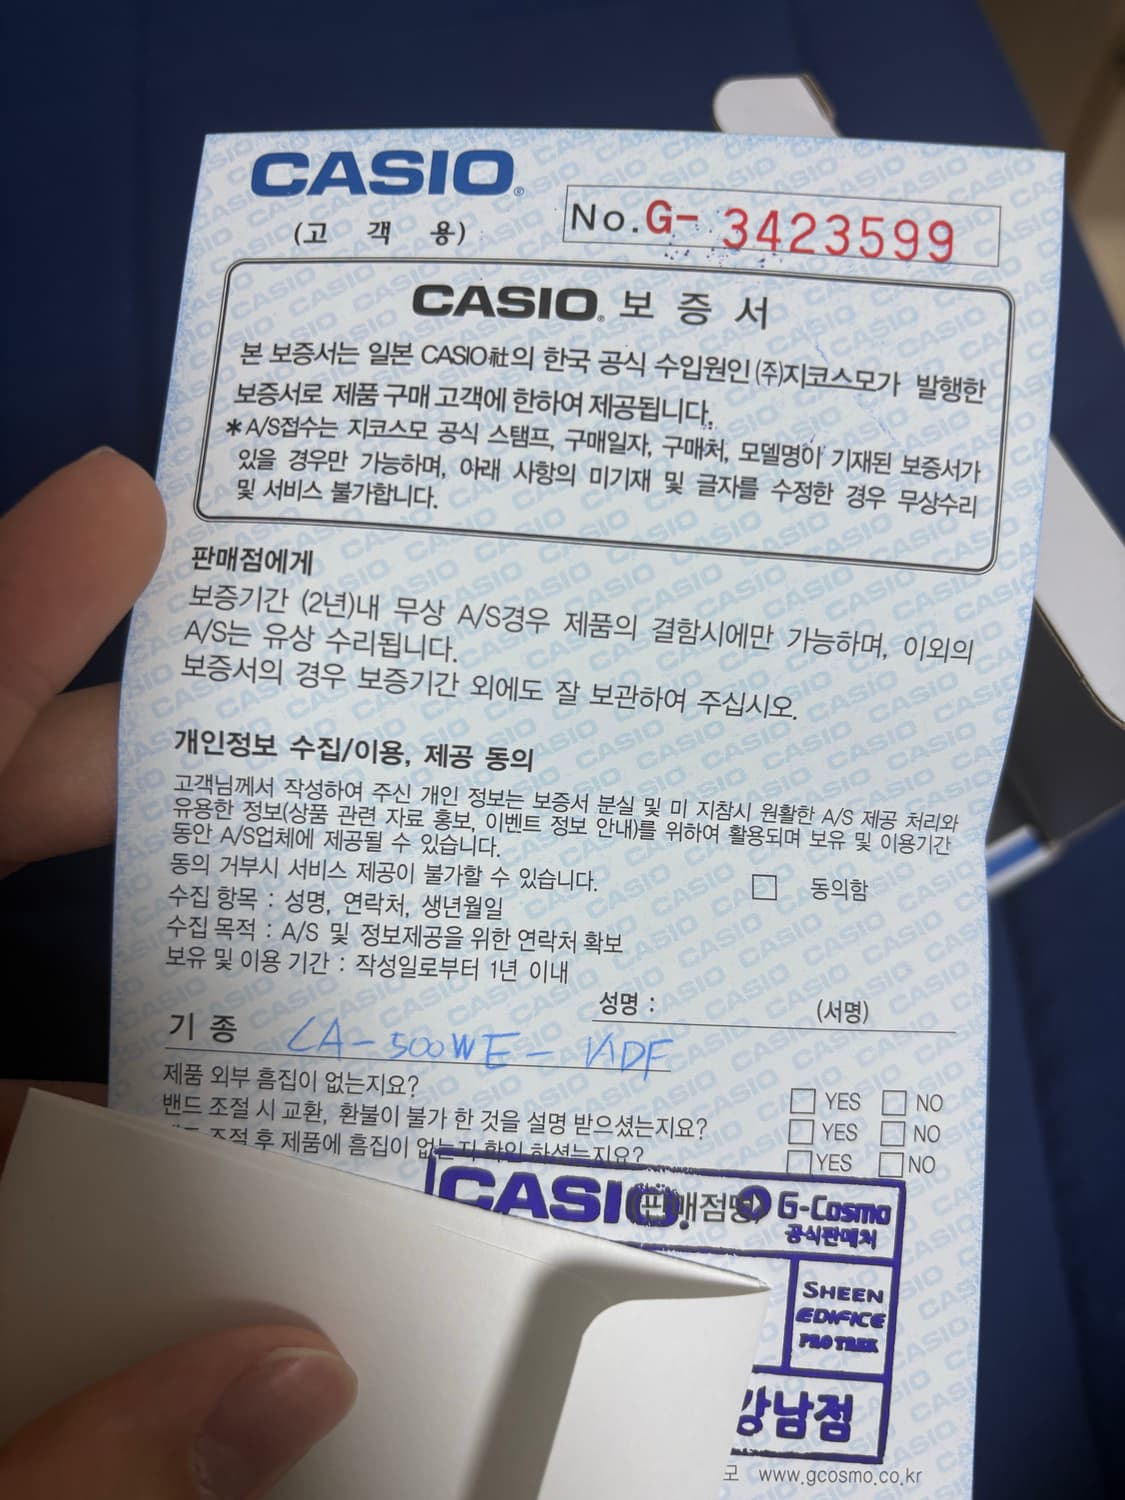 CASIO®
(고 객 용)
No.G- 3423599
CASIO® 보 증 서
본 보증서는 일본 CASIO社의 한국 공식 수입원인 (주)지코스모가 발행한
보증서로 제품 구매 고객에 한하여 제공됩니다.
*A/S접수는 지코스모 공식 스탬프, 구매일자, 구매처, 모델명이 기재된 보증서가
있을 경우만 가능하며, 아래 사항의 미기재 및 글자를 수정한 경우 무상수리
및 서비스 불가합니다.
판매점에게
보증기간 (2년)내 무상 A/S경우 제품의 결함시에만 가능하며, 이외의
A/S는 유상 수리됩니다.
보증서의 경우 보증기간 외에도 잘 보관하여 주십시오.
개인정보 수집/이용, 제공 동의
고객님께서 작성하여 주신 개인 정보는 보증서 분실 및 미 지참시 원활한 A/S 제공 처리와
유용한 정보(상품 관련 자료 홍보, 이벤트 정보 안내)를 위하여 활용되며 보유 및 이용기간
동안 A/S업체에 제공될 수 있습니다.
동의 거부시 서비스 제공이 불가할 수 있습니다.
동의함
수집 항목 : 성명, 연락처, 생년월일
수집 목적 : A/S 및 정보제공을 위한 연락처 확보
보유 및 이용 기간 : 작성일로부터 1년 이내
성명 : (서명)
기 종 CA-500WE-1ADF
제품 외부 흠집이 없는지요? YES NO
밴드 조절 시 교환, 환불이 불가 한 것을 설명 받으셨는지요? YES NO
조절 후 제품에 흠집이 없는지 확인 하셨는지요? YES NO
CASIO (판매점명) G-Cosmo
공식판매처
SHEEN
EDIFICE
PRO TREK
강남점
www.gcosmo.co.kr